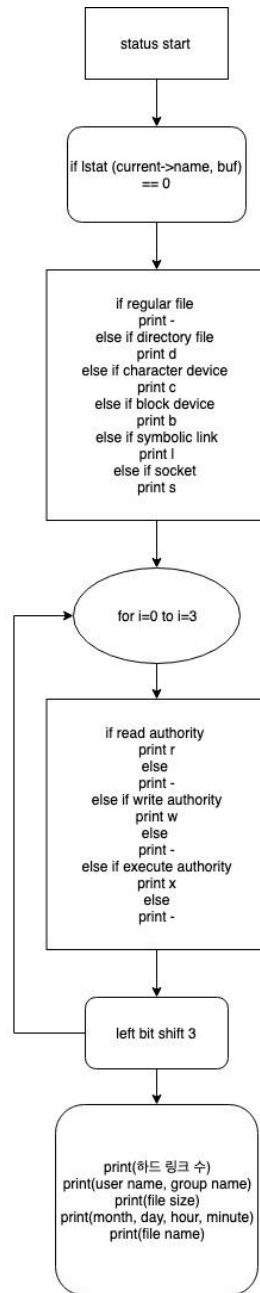 status start
if lstat (current->name, buf)
== 0
if regular file
print -
else if directory file
print d
else if character device
print c
else if block device
print b
else if symbolic link
print l
else if socket
print s
for i=0 to i=3
if read authority
print r
else
print -
else if write authority
print w
else
print -
else if execute authority
print x
else
print -
left bit shift 3
print(하드 링크 수)
print(user name, group name)
print(file size)
print(month, day, hour, minute)
print(file name)